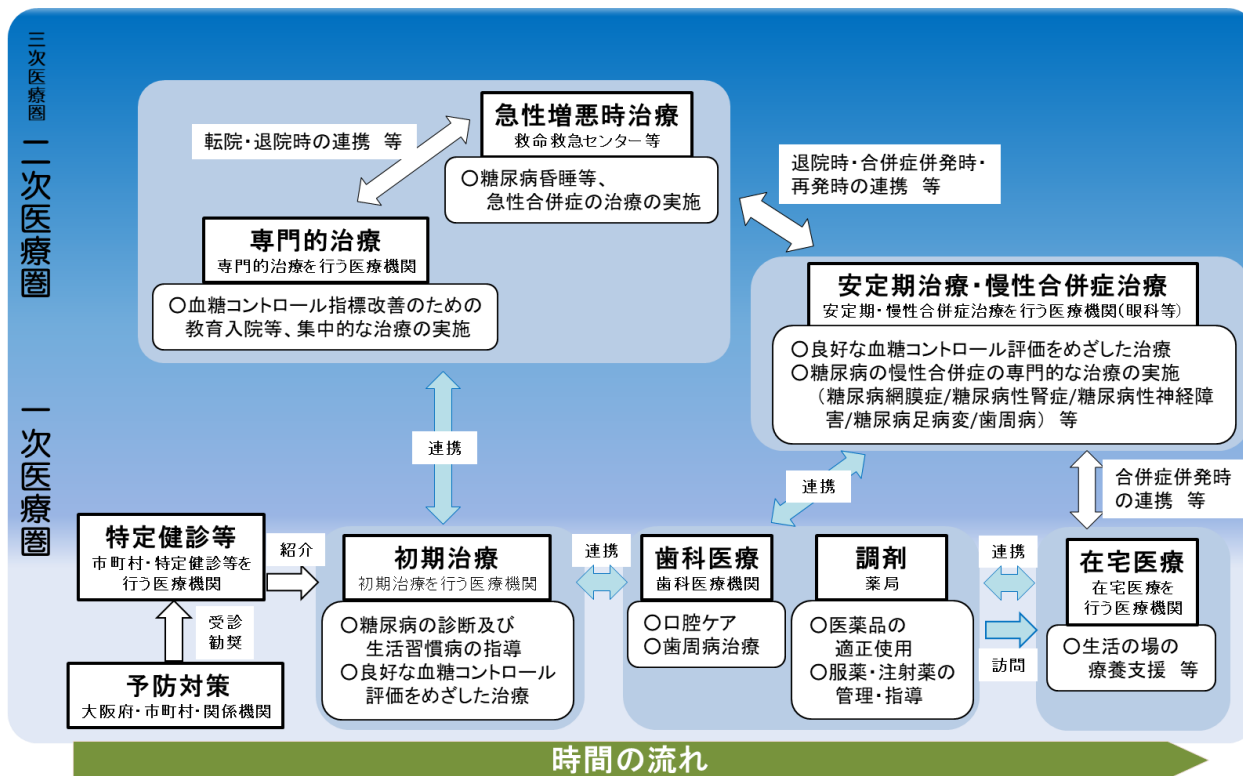 三次医療圏
二次医療圏
一次医療圏
急性増悪時治療
救命救急センター等
○糖尿病昏睡等、
急性合併症の治療の実施
転院・退院時の連携 等
退院時・合併症併発時・
再発時の連携 等
専門的治療
専門的治療を行う医療機関
○血糖コントロール指標改善のための
教育入院等、集中的な治療の実施
安定期治療・慢性合併症治療
安定期・慢性合併症治療を行う医療機関(眼科等)
○良好な血糖コントロール評価をめざした治療
○糖尿病の慢性合併症の専門的な治療の実施
(糖尿病網膜症/糖尿病性腎症/糖尿病性神経障
害/糖尿病足病変/歯周病) 等
連携
連携
合併症併発時
の連携 等
特定健診等
市町村・特定健診等を
行う医療機関
紹介
初期治療
初期治療を行う医療機関
○糖尿病の診断及び
生活習慣病の指導
○良好な血糖コントロール
評価をめざした治療
連携
歯科医療
歯科医療機関
○口腔ケア
○歯周病治療
調剤
薬局
○医薬品の
適正使用
○服薬・注射薬の
管理・指導
連携
訪問
在宅医療
在宅医療を
行う医療機関
○生活の場の
療養支援 等
受診
勧奨
予防対策
大阪府・市町村・関係機関
時間の流れ